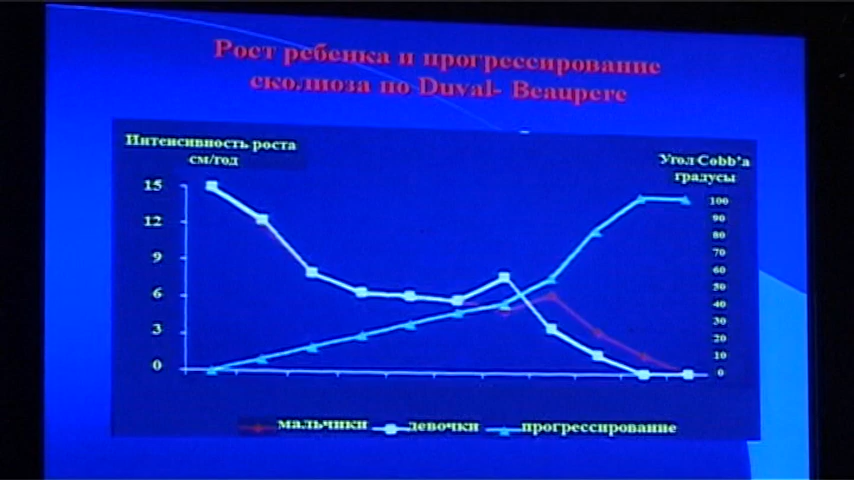 Рост ребенка и прогрессирование
сколиоза по Duval- Beaupere
Интенсивность роста
см/год
Угол Cobb'a
градусы
15
12
9
6
3
0
100
90
80
70
60
50
40
30
20
10
0
мальчики девочки прогрессирование